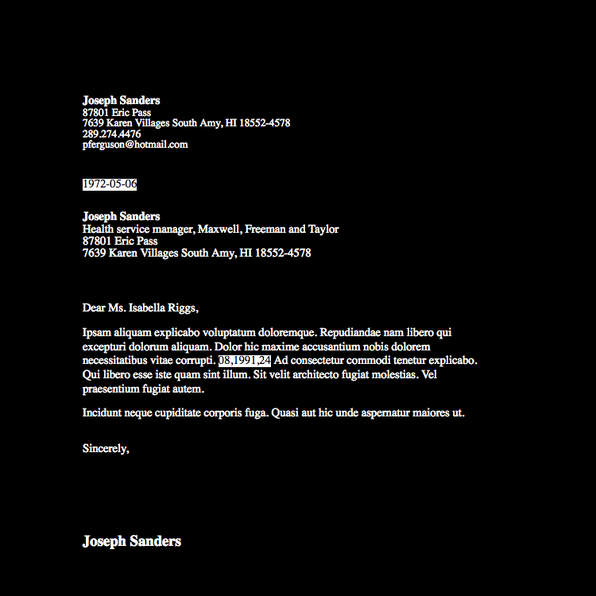 Joseph Sanders
87801 Eric Pass
7639 Karen Villages South Amy, HI 18552-4578
289.274.4476
pferguson@hotmail.com
1972-05-06
Joseph Sanders
Health service manager, Maxwell, Freeman and Taylor
87801 Eric Pass
7639 Karen Villages South Amy, HI 18552-4578
Dear Ms. Isabella Riggs,
Ipsam aliquam explicabo voluptatum doloremque. Repudiandae nam libero qui
excepturi dolorum aliquam. Dolor hic maxime accusantium nobis dolorem
necessitatibus vitae corrupti. 08,1991,24 Ad consectetur commodi tenetur explicabo.
Qui libero esse iste quam sint illum. Sit velit architecto fugiat molestias. Vel
praesentium fugiat autem.
Incidunt neque cupiditate corporis fuga. Quasi aut hic unde aspernatur maiores ut.
Sincerely,
Joseph Sanders